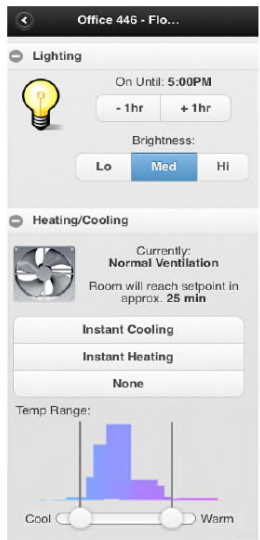 Office 446 - Flo...
Lighting
On Until: 5:00PM
- 1hr + 1hr
Brightness:
Lo Med Hi
Heating/Cooling
Currently:
Normal Ventilation
Room will reach setpoint in
approx. 25 min
Instant Cooling
Instant Heating
None
Temp Range:
Cool Warm